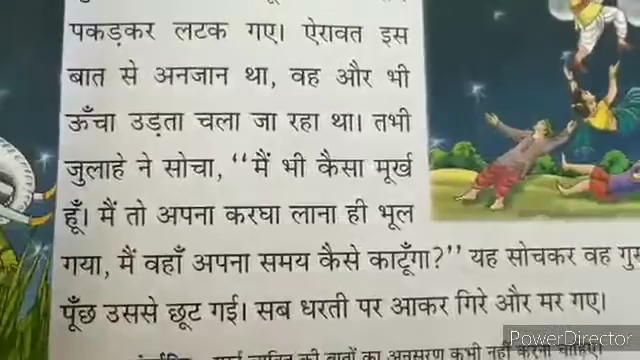 पकड़कर लटक गए। ऐरावत इस
बात से अनजान था, वह और भी
ऊँचा उड़ता चला जा रहा था। तभी
जुलाहे ने सोचा, ‘‘मैं भी कैसा मूर्ख
हूँ। मैं तो अपना करघा लाना ही भूल
गया, मैं वहाँ अपना समय कैसे काटूँगा?’’ यह सोचकर वह
पूँछ उससे छूट गई। सब धरती पर आकर गिरे और मर गए।
बातों का अनुसरण कभी नहीं करना चाहिए।
PowerDirector